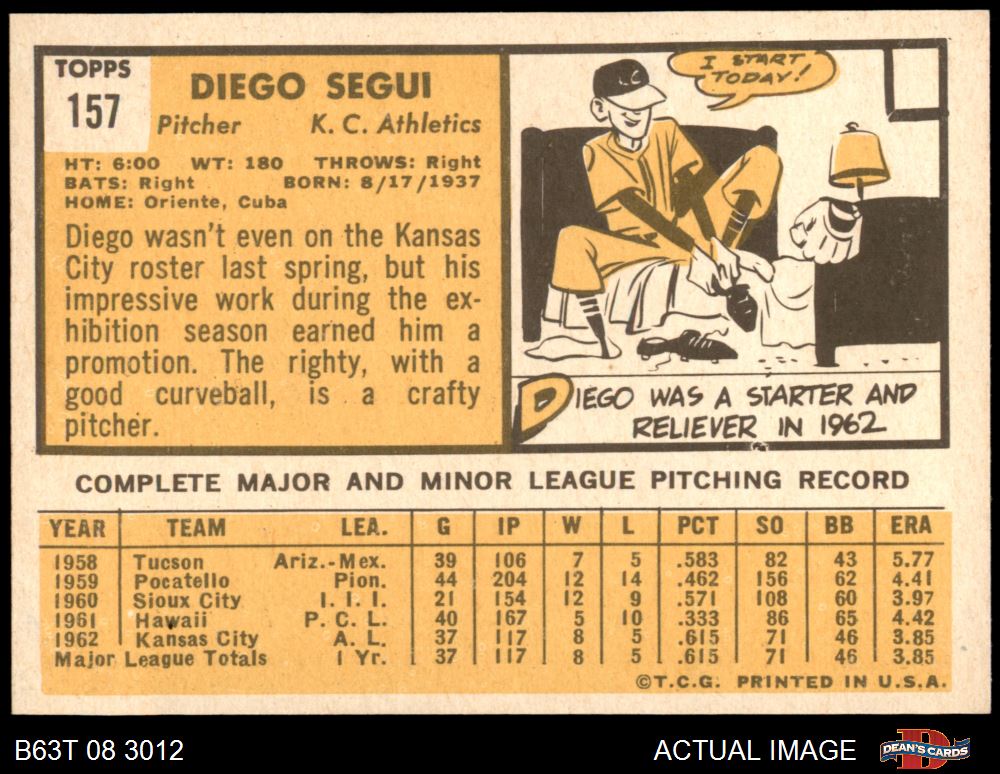 TOPPS
157
DIEGO SEGUI
Pitcher K. C. Athletics
HT: 6:00 WT: 180 THROWS: Right
BATS: Right BORN: 8/17/1937
HOME: Oriente, Cuba
Diego wasn't even on the Kansas
City roster last spring, but his
impressive work during the ex-
hibition season earned him a
promotion. The righty, with a
good curveball, is a crafty
pitcher.
I START
TODAY!
KC
DIEGO WAS A STARTER AND
RELIEVER IN 1962
COMPLETE MAJOR AND MINOR LEAGUE PITCHING RECORD
YEAR TEAM LEA. G IP W L PCT SO BB ERA
1958 Tucson Ariz.-Mex. 39 106 7 5 .583 82 43 5.77
1959 Pocatello Pion. 44 204 12 14 .462 156 62 4.41
1960 Sioux City I. I. I. 21 154 12 9 .571 108 60 3.97
1961 Hawaii P. C. L. 40 167 5 10 .333 86 65 4.42
1962 Kansas City A. L. 37 117 8 5 .615 71 46 3.85
Major League Totals 1 Yr. 37 117 8 5 .615 71 46 3.85
©T.C.G. PRINTED IN U.S.A.
B63T 08 3012 ACTUAL IMAGE DEAN'S CARDS